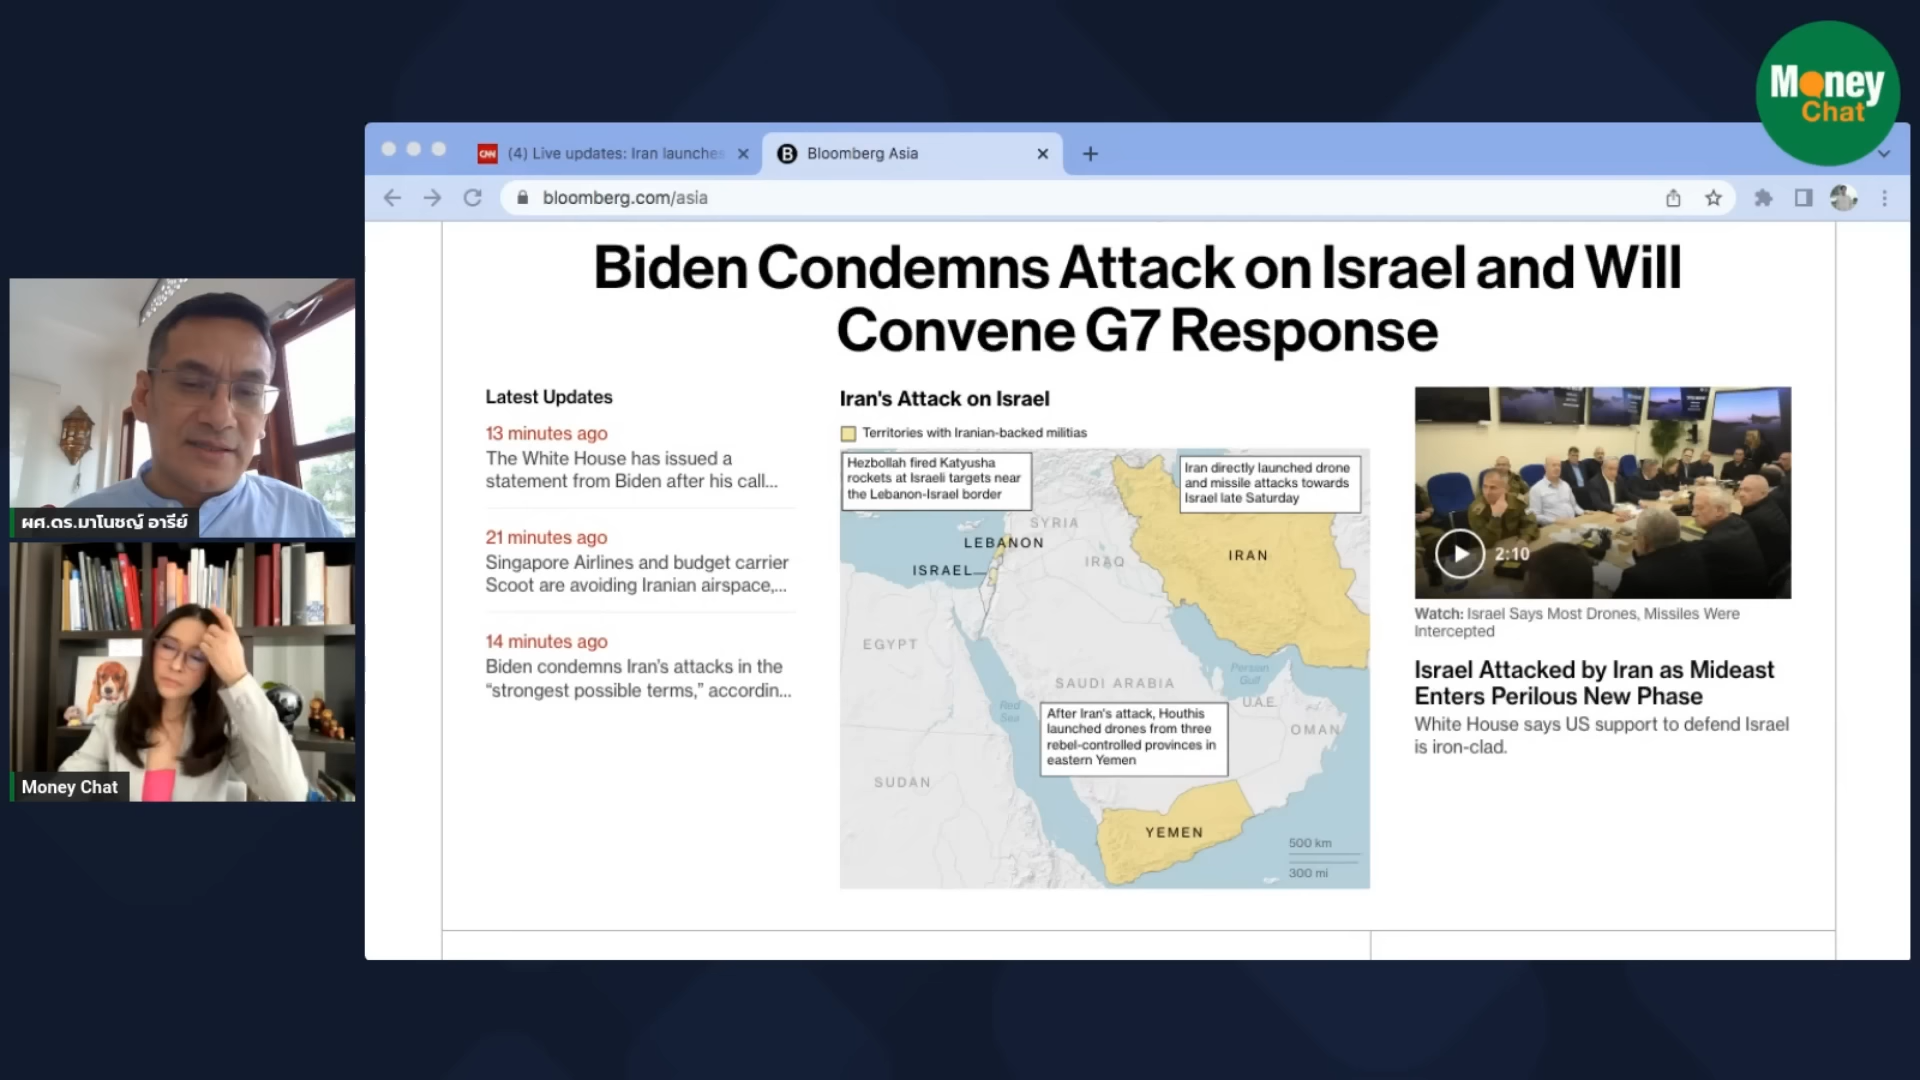 Money
Chat
CNN
(4) Live updates: Iran launches
B
Bloomberg Asia
bloomberg.com/asia
Biden Condemns Attack on Israel and Will
Convene G7 Response
Latest Updates
13 minutes ago
The White House has issued a
statement from Biden after his call...
21 minutes ago
Singapore Airlines and budget carrier
Scoot are avoiding Iranian airspace,...
14 minutes ago
Biden condemns Iran's attacks in the
“strongest possible terms,” accordin...
Iran's Attack on Israel
Territories with Iranian-backed militias
Hezbollah fired Katyusha
rockets at Israeli targets near
the Lebanon-Israel border
Iran directly launched drone
and missile attacks towards
Israel late Saturday
SYRIA
LEBANON
ISRAEL
IRAQ
IRAN
EGYPT
SAUDI ARABIA
Persian
Gulf
U.A.E.
Red
Sea
OMAN
After Iran's attack, Houthis
launched drones from three
rebel-controlled provinces in
eastern Yemen
SUDAN
YEMEN
500 km
300 mi
2:10
Watch: Israel Says Most Drones, Missiles Were
Intercepted
Israel Attacked by Iran as Mideast
Enters Perilous New Phase
White House says US support to defend Israel
is iron-clad.
ผศ.ดร.มาโนชญ์ อารีย์
Money Chat